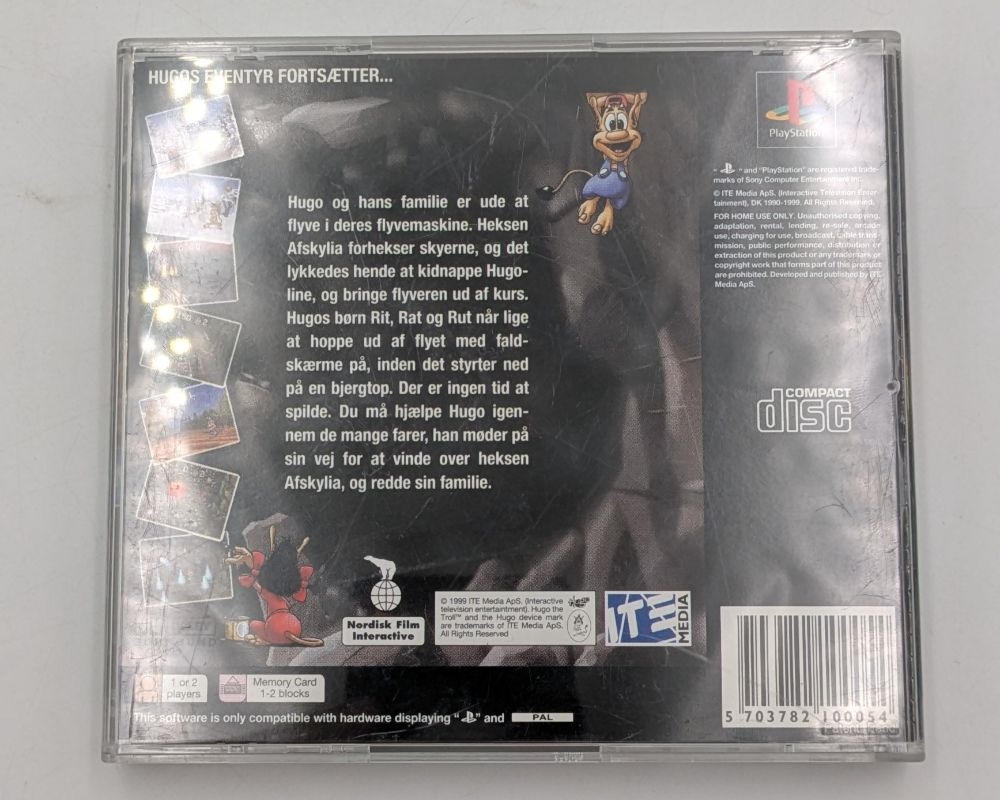 HUGOS EVENTYR FORTSÆTTER...
Hugo og hans familie er ude at
flyve i deres flyvemaskine. Heksen
Afskylia forhekser skyerne, og det
lykkedes hende at kidnappe Hugo-
line, og bringe flyveren ud af kurs.
Hugos børn Rit, Rat og Rut når lige
at hoppe ud af flyet med fald-
skærme på, inden det styrter ned
på en bjergtop. Der er ingen tid at
spilde. Du må hjælpe Hugo igen-
nem de mange farer, han møder på
sin vej for at vinde over heksen
Afskylia, og redde sin familie.
PlayStation
" " and "PlayStation" are registered trade-
marks of Sony Computer Entertainment Inc.
© ITE Media ApS. (Interactive Television Enter-
tainment), DK 1990-1999. All Rights Reserved.
FOR HOME USE ONLY. Unauthorised copying,
adaptation, rental, lending, re-sale, arcade
use, charging for use, broadcast, cable trans-
mission, public performance, distribution or
extraction of this product or any trademark or
copyright work that forms part of this product
are prohibited. Developed and published by ITE
Media ApS.
COMPACT
disc
Nordisk Film
Interactive
© 1999 ITE Media ApS. (Interactive
television entertaintment). Hugo the
Troll™ and the Hugo device mark
are trademarks of ITE Media ApS.
All Rights Reserved
ITE
MEDIA
1 or 2
players
Memory Card
1-2 blocks
This software is only compatible with hardware displaying " " and PAL
5 703782 100054